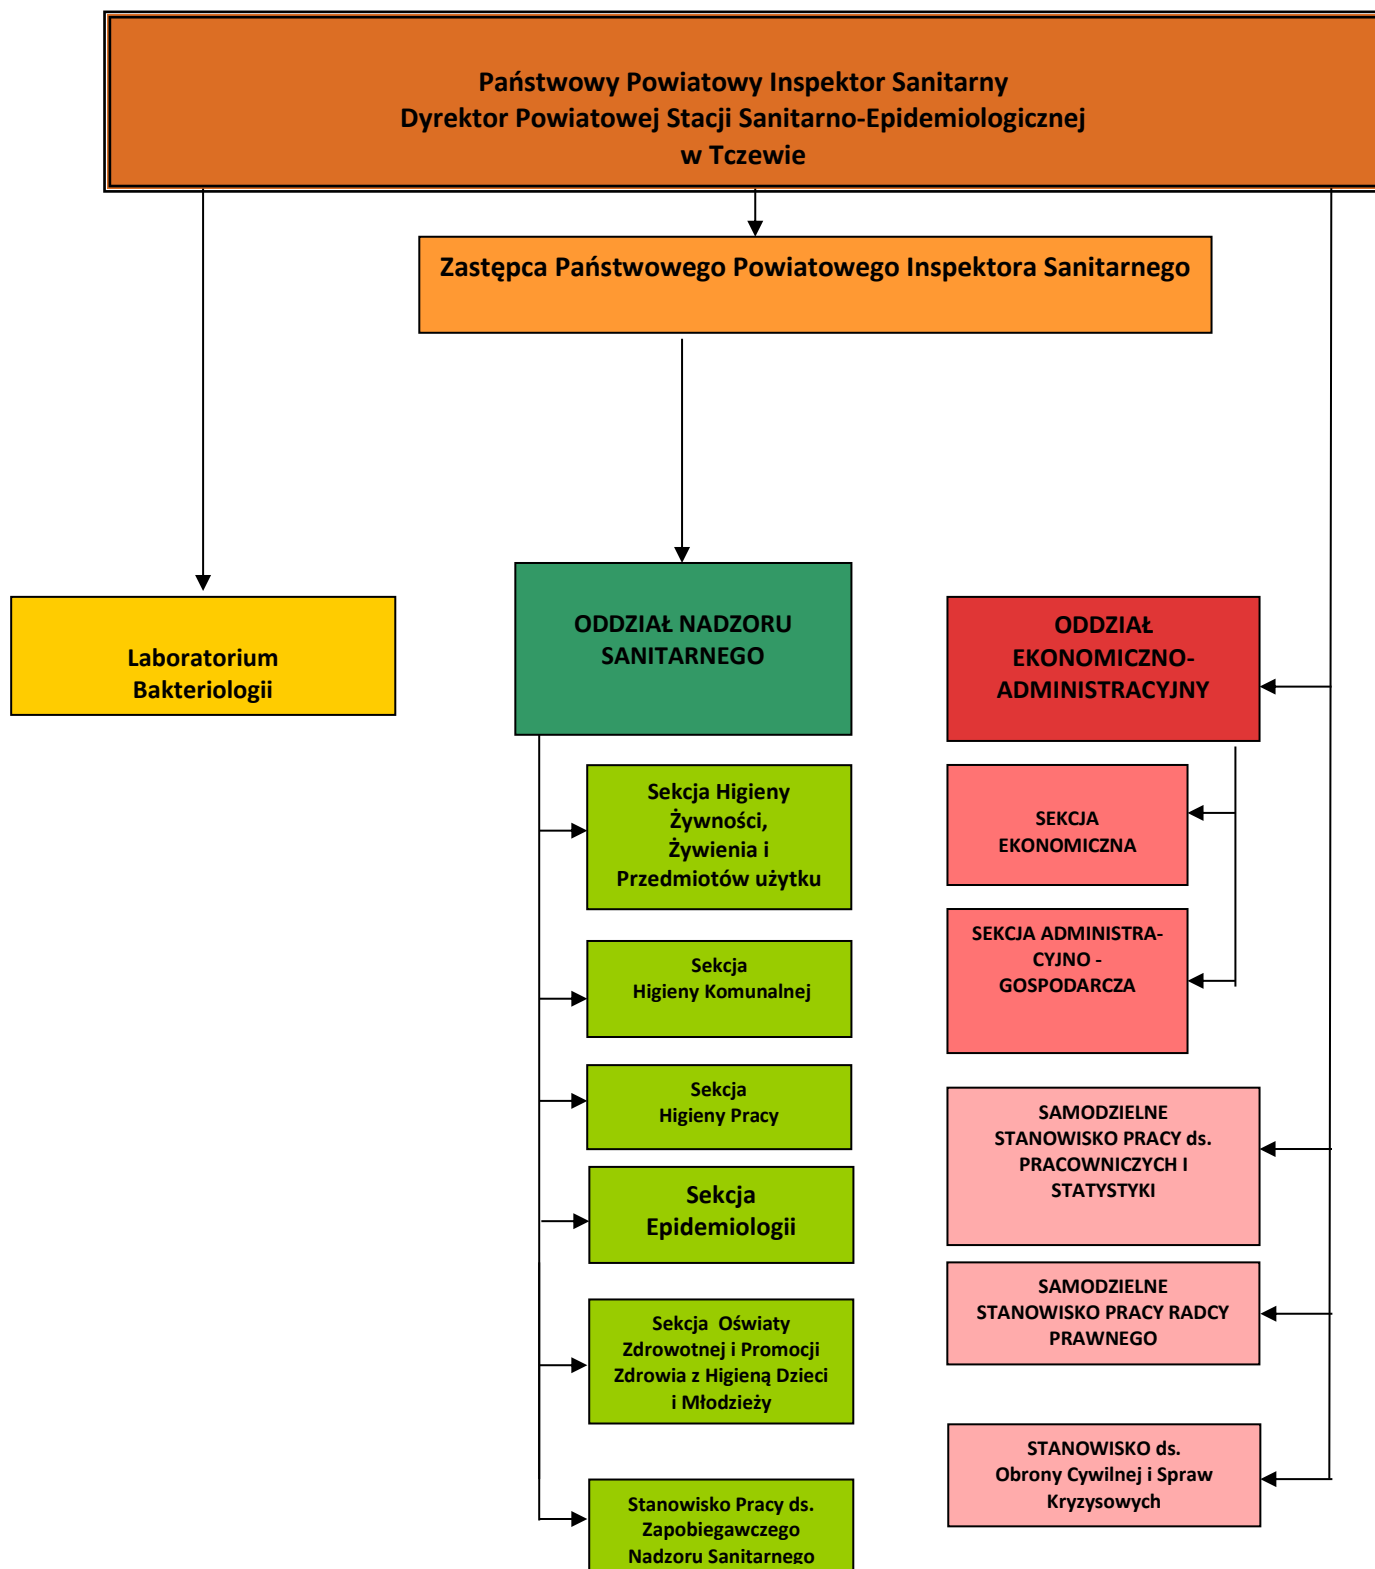 Państwowy Powiatowy Inspektor Sanitarny
Dyrektor Powiatowej Stacji Sanitarno-Epidemiologicznej
w Tczewie
Zastępca Państwowego Powiatowego Inspektora Sanitarnego
Laboratorium
Bakteriologii
ODDZIAŁ NADZORU
SANITARNEGO
Sekcja Higieny
Żywności,
Żywienia i
Przedmiotów użytku
Sekcja
Higieny Komunalnej
Sekcja
Higieny Pracy
Sekcja
Epidemiologii
Sekcja Oświaty
Zdrowotnej i Promocji
Zdrowia z Higieną Dzieci
i Młodzieży
Stanowisko Pracy ds.
Zapobiegawczego
Nadzoru Sanitarnego
ODDZIAŁ
EKONOMICZNO-
ADMINISTRACYJNY
SEKCJA
EKONOMICZNA
SEKCJA ADMINISTRA-
CYJNO -
GOSPODARCZA
SAMODZIELNE
STANOWISKO PRACY ds.
PRACOWNICZYCH I
STATYSTYKI
SAMODZIELNE
STANOWISKO PRACY RADCY
PRAWNEGO
STANOWISKO ds.
Obrony Cywilnej i Spraw
Kryzysowych